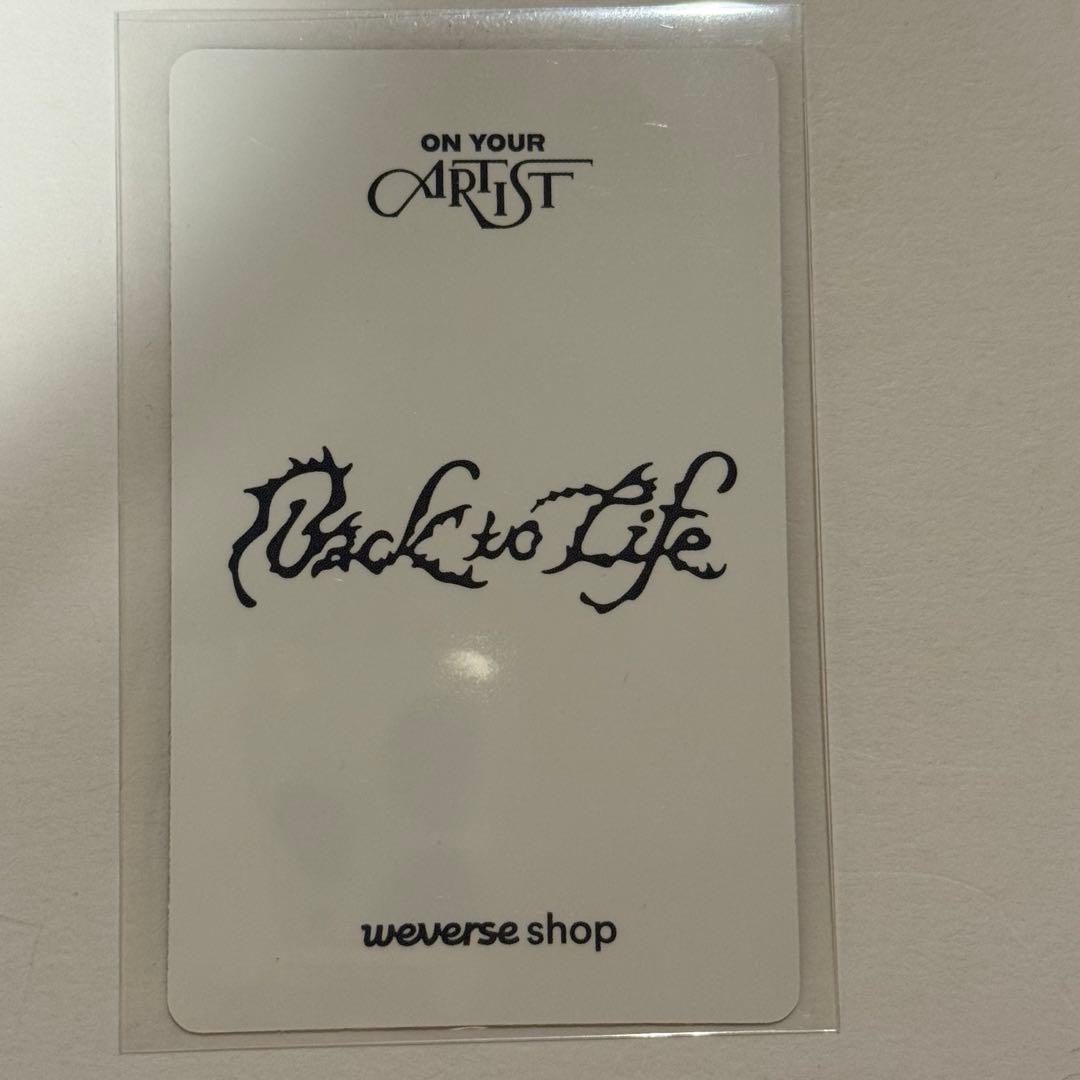 ON YOUR
ARTIST
Back to Life
weverse shop